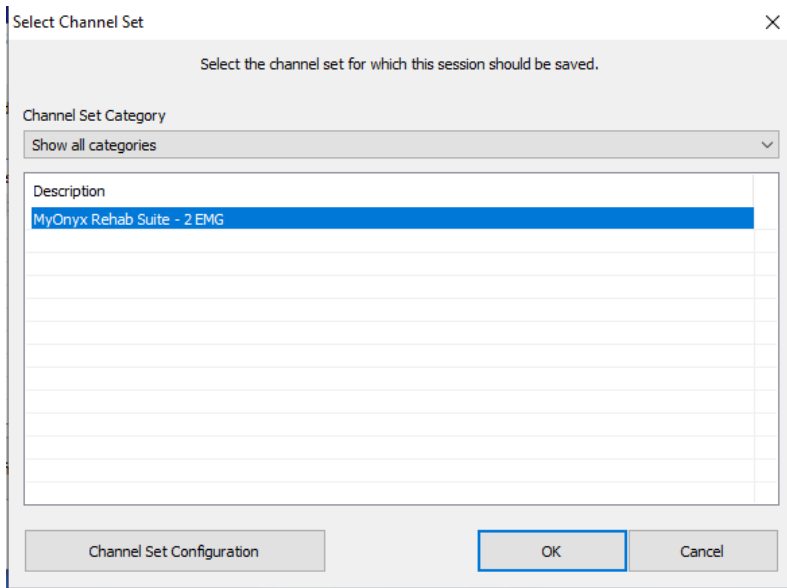 Select Channel Set
Select the channel set for which this session should be saved.
Channel Set Category
Show all categories
Description
MyOnyx Rehab Suite - 2 EMG
Channel Set Configuration
OK
Cancel